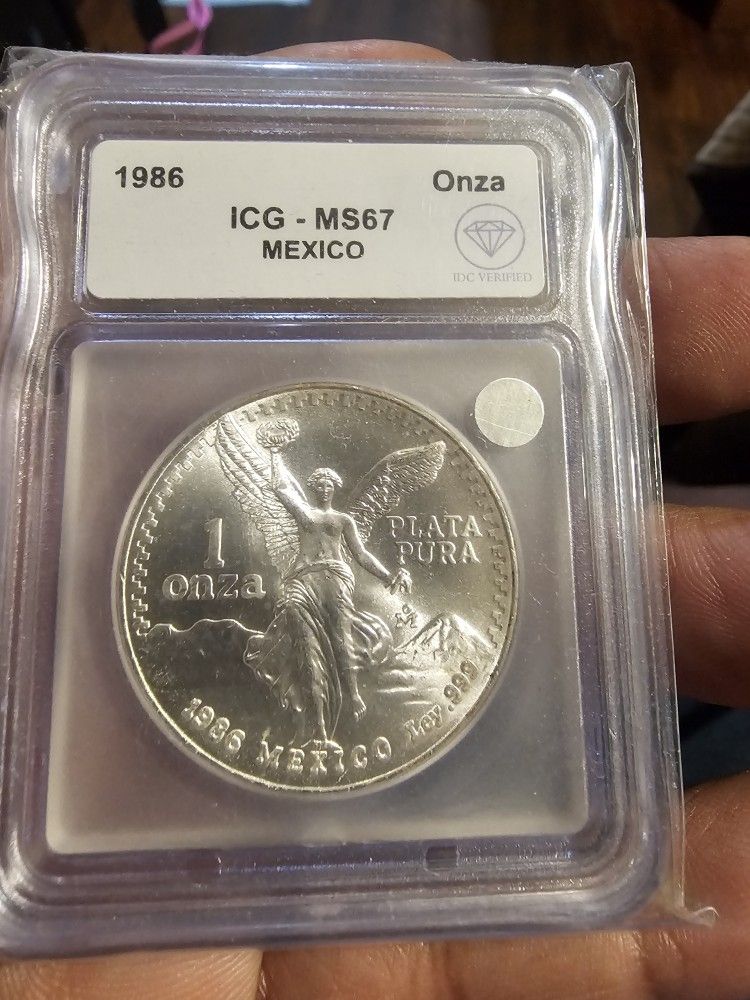 1986 Onza
ICG - MS67
MEXICO
IDC VERIFIED
1
onza
PLATA
PURA
1986 MEXICO Ley .999